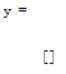 y =
[]